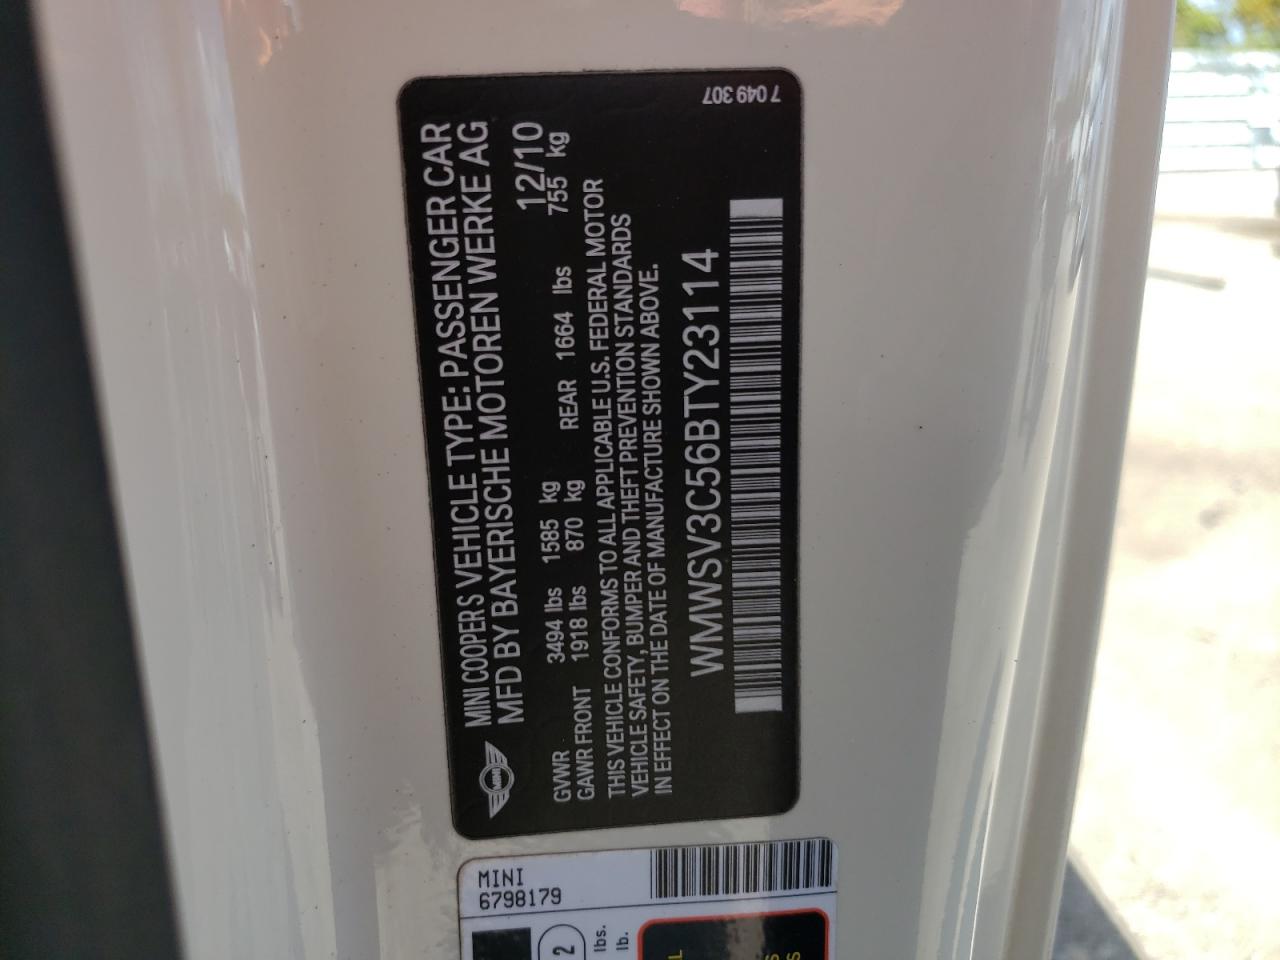 MINI COOPER S VEHICLE TYPE: PASSENGER CAR
MFD BY BAYERISCHE MOTOREN WERKE AG
12/10
GVWR 3494 lbs 1585 kg
GAWR FRONT 1918 lbs 870 kg REAR 1664 lbs 755 kg
THIS VEHICLE CONFORMS TO ALL APPLICABLE U.S. FEDERAL MOTOR
VEHICLE SAFETY, BUMPER AND THEFT PREVENTION STANDARDS
IN EFFECT ON THE DATE OF MANUFACTURE SHOWN ABOVE.
WMWSV3C56BTY23114
7 049 307
MINI
MINI
6798179
2
lbs.
lb.